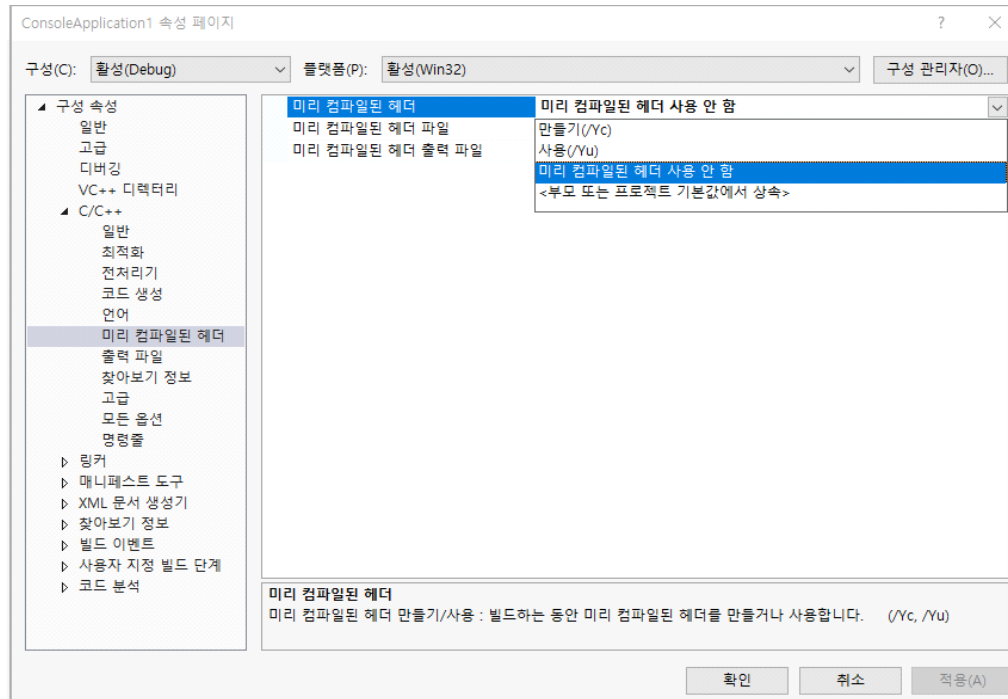 ConsoleApplication1 속성 페이지
?
구성(C): 활성(Debug) 플랫폼(P): 활성(Win32) 구성 관리자(O)...
구성 속성
일반
고급
디버깅
VC++ 디렉터리
C/C++
일반
최적화
전처리기
코드 생성
언어
미리 컴파일된 헤더
출력 파일
찾아보기 정보
고급
모든 옵션
명령줄
링커
매니페스트 도구
XML 문서 생성기
찾아보기 정보
빌드 이벤트
사용자 지정 빌드 단계
코드 분석
미리 컴파일된 헤더 미리 컴파일된 헤더 사용 안 함
미리 컴파일된 헤더 파일
미리 컴파일된 헤더 출력 파일
만들기(/Yc)
사용(/Yu)
미리 컴파일된 헤더 사용 안 함
<부모 또는 프로젝트 기본값에서 상속>
미리 컴파일된 헤더
미리 컴파일된 헤더 만들기/사용 : 빌드하는 동안 미리 컴파일된 헤더를 만들거나 사용합니다. (/Yc, /Yu)
확인 취소 적용(A)